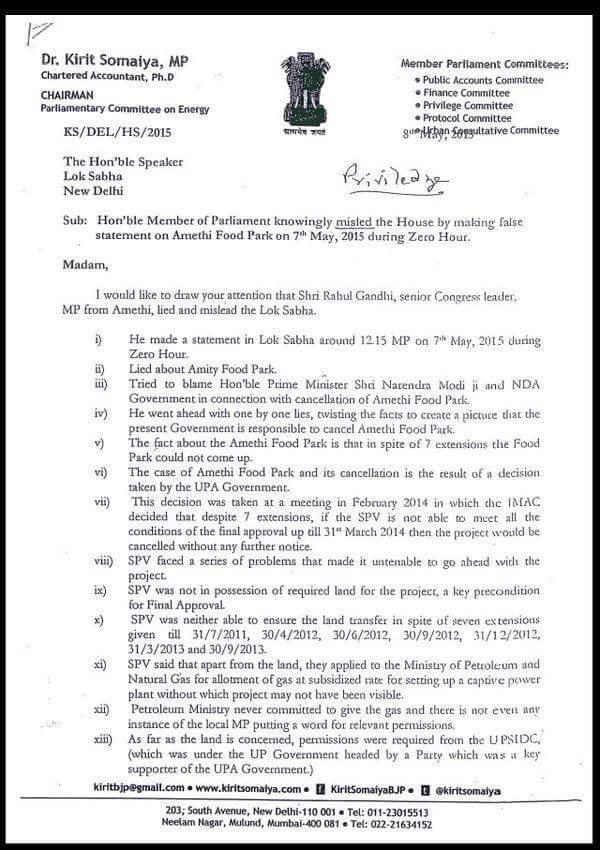 Dr. Kirit Somaiya, MP
Chartered Accountant, Ph.D
CHAIRMAN
Parliamentary Committee on Energy
KS/DEL/HS/2015
सत्यमेव जयते
Member Parliament Committees:
● Public Accounts Committee
● Finance Committee
● Privilege Committee
● Protocol Committee
● Urban Consultative Committee
8th May, 2015
The Hon'ble Speaker
Lok Sabha
New Delhi
Priviledge
Sub: Hon'ble Member of Parliament knowingly misled the House by making false
statement on Amethi Food Park on 7th May, 2015 during Zero Hour.
Madam,
I would like to draw your attention that Shri Rahul Gandhi, senior Congress leader,
MP from Amethi, lied and mislead the Lok Sabha.
i) He made a statement in Lok Sabha around 12.15 MP on 7th May, 2015 during
Zero Hour.
ii) Lied about Amity Food Park.
iii) Tried to blame Hon'ble Prime Minister Shri Narendra Modi ji and NDA
Government in connection with cancellation of Amethi Food Park.
iv) He went ahead with one by one lies, twisting the facts to create a picture that the
present Government is responsible to cancel Amethi Food Park.
v) The fact about the Amethi Food Park is that in spite of 7 extensions the Food
Park could not come up.
vi) The case of Amethi Food Park and its cancellation is the result of a decision
taken by the UPA Government.
vii) This decision was taken at a meeting in February 2014 in which the IMAC
decided that despite 7 extensions, if the SPV is not able to meet all the
conditions of the final approval up till 31st March 2014 then the project would be
cancelled without any further notice.
viii) SPV faced a series of problems that made it untenable to go ahead with the
project.
ix) SPV was not in possession of required land for the project, a key precondition
for Final Approval.
x) SPV was neither able to ensure the land transfer in spite of seven extensions
given till 31/7/2011, 30/4/2012, 30/6/2012, 30/9/2012, 31/12/2012,
31/3/2013 and 30/9/2013.
xi) SPV said that apart from the land, they applied to the Ministry of Petroleum and
Natural Gas for allotment of gas at subsidized rate for setting up a captive power
plant without which project may not have been visible.
xii) Petroleum Ministry never committed to give the gas and there is not even any
instance of the local MP putting a word for relevant permissions.
xiii) As far as the land is concerned, permissions were required from the UPSIDC,
(which was under the UP Government headed by a Party which was a key
supporter of the UPA Government.)
kiritbjp@gmail.com ● www.kiritsomaiya.com ● f KiritSomaiyaBJP ● t @kiritsomaiya
203; South Avenue, New Delhi-110 001 ● Tel: 011-23015513
Neelam Nagar, Mulund, Mumbai-400 081 ● Tel: 022-21634152